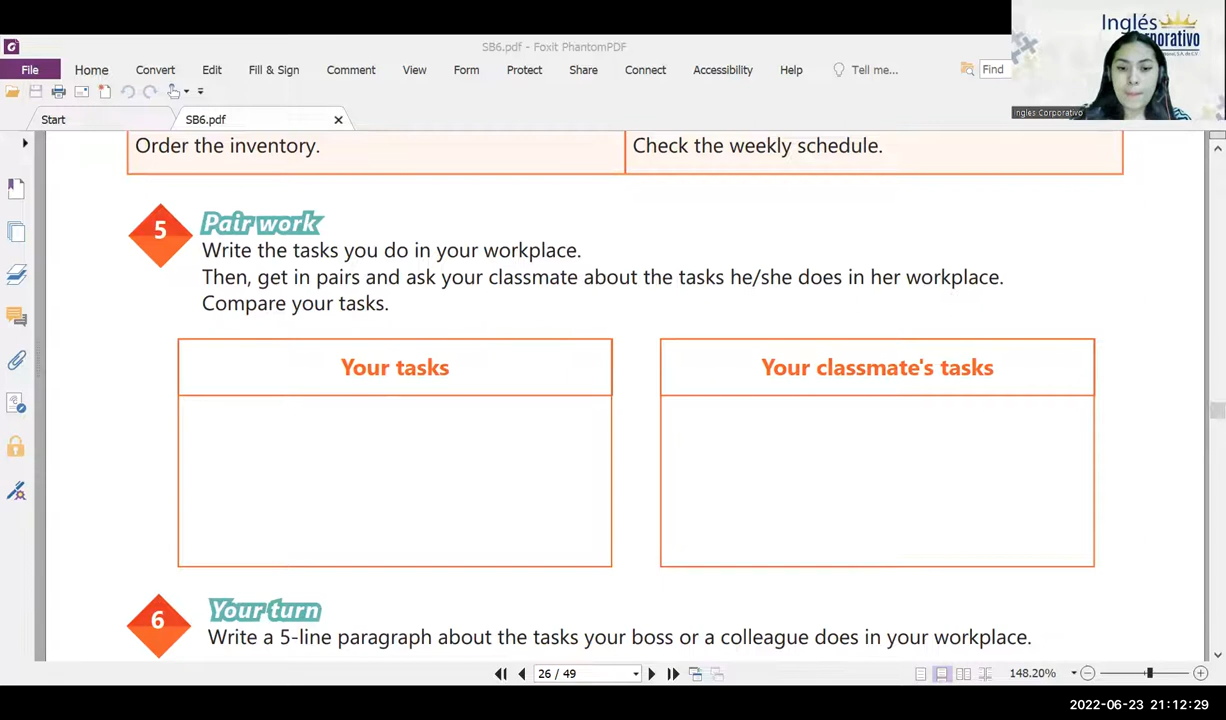 SB6.pdf - Foxit PhantomPDF
File Home Convert Edit Fill & Sign Comment View Form Protect Share Connect Accessibility Help Tell me... Find
Start SB6.pdf
Inglés
Corporativo
Ingles Corporativo
Order the inventory. Check the weekly schedule.
5 Pair work
Write the tasks you do in your workplace.
Then, get in pairs and ask your classmate about the tasks he/she does in her workplace.
Compare your tasks.
Your tasks Your classmate's tasks
6 Your turn
Write a 5-line paragraph about the tasks your boss or a colleague does in your workplace.
26 / 49 148.20%
2022-06-23 21:12:29